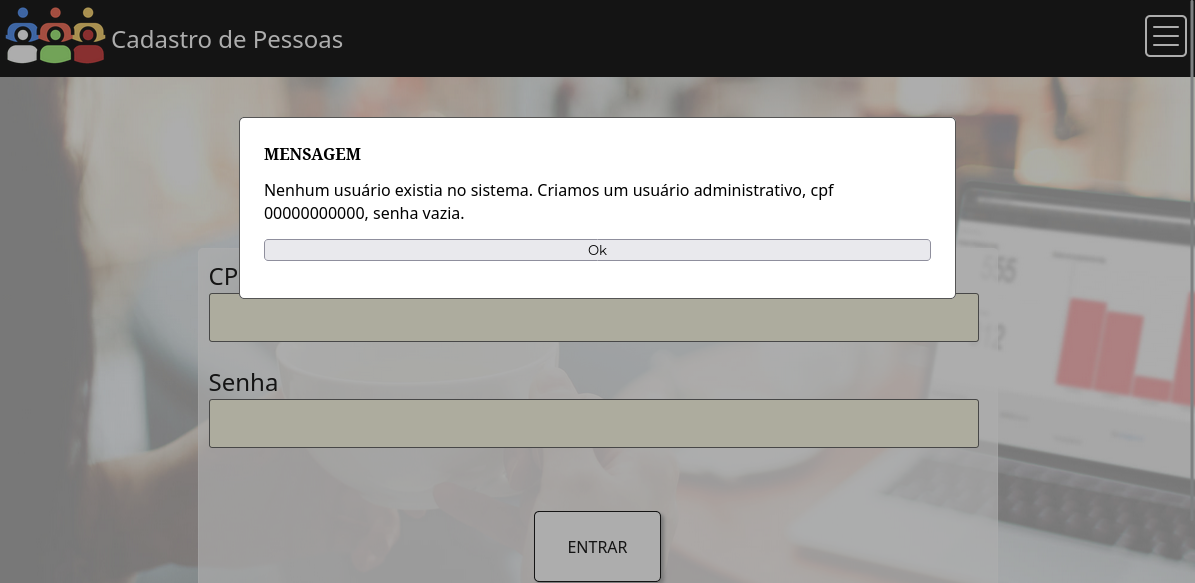 Cadastro de Pessoas
MENSAGEM
Nenhum usuário existia no sistema. Criamos um usuário administrativo, cpf
00000000000, senha vazia.
Ok
CP
Senha
ENTRAR